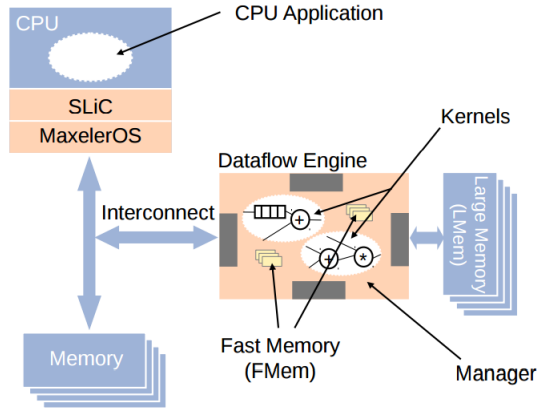 CPU
CPU Application
SLiC
MaxelerOS
Kernels
Dataflow Engine
Interconnect
+
+
*
Large Memory
(LMem)
Memory
Fast Memory
(FMem)
Manager